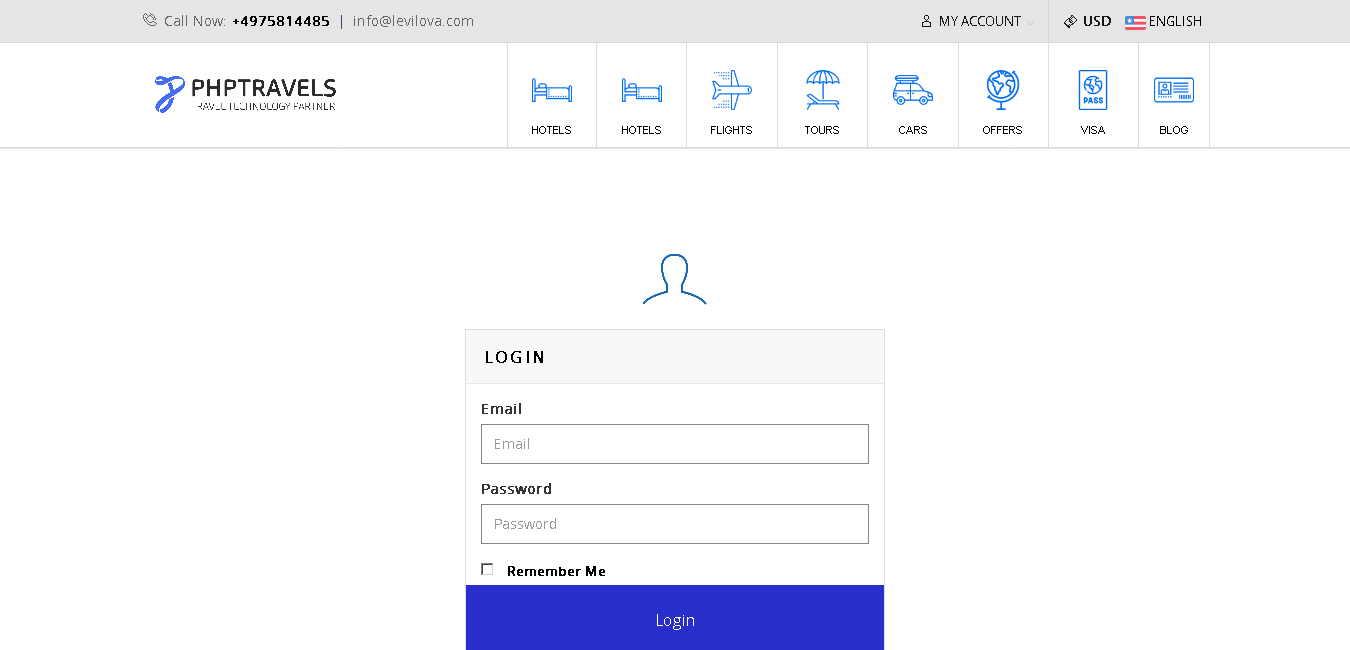 Call Now: +4975814485 | info@levilova.com
MY ACCOUNT
USD
ENGLISH
PHPTRAVELS
RAVEL TECHNOLOGY PARTNER
HOTELS
HOTELS
FLIGHTS
TOURS
CARS
OFFERS
PASS
VISA
BLOG
LOGIN
Email
Email
Password
Password
Remember Me
Login